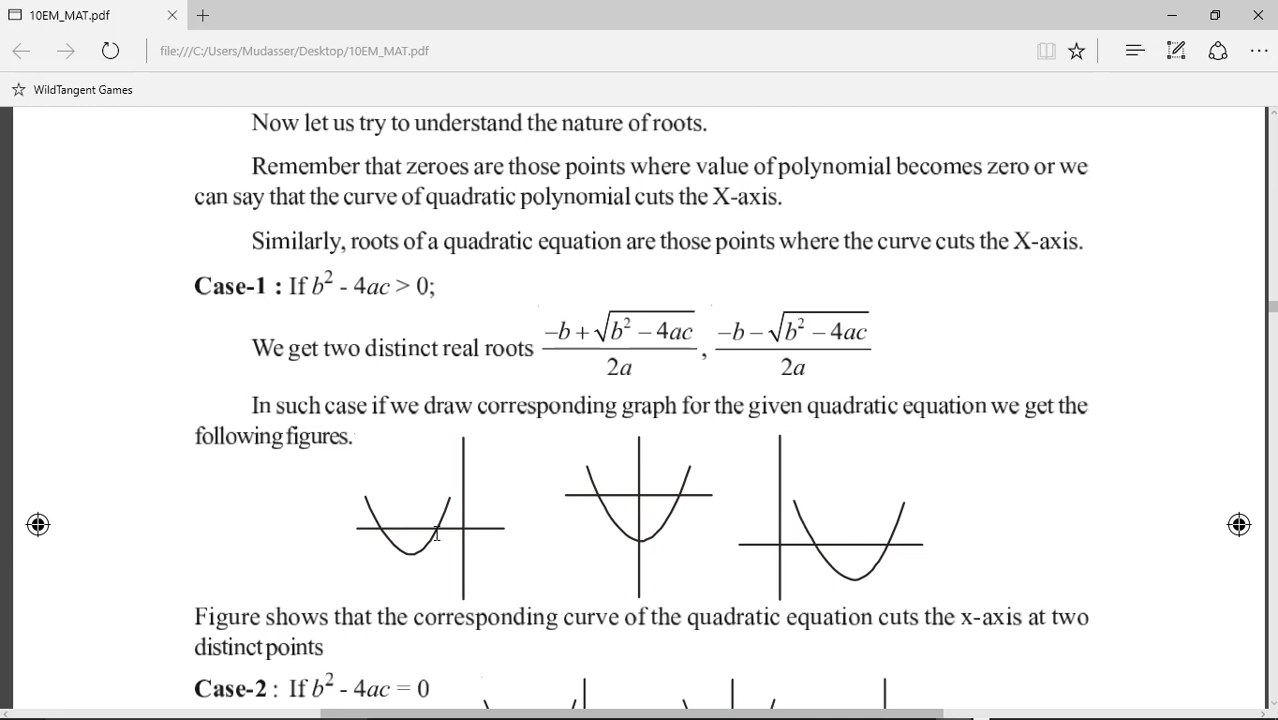 10EM_MAT.pdf
file:///C:/Users/Mudasser/Desktop/10EM_MAT.pdf
WildTangent Games
Now let us try to understand the nature of roots.
Remember that zeroes are those points where value of polynomial becomes zero or we
can say that the curve of quadratic polynomial cuts the X-axis.
Similarly, roots of a quadratic equation are those points where the curve cuts the X-axis.
Case-1 : If b² - 4ac > 0;
We get two distinct real roots (–b + √(b² – 4ac))/2a , (–b – √(b² – 4ac))/2a
In such case if we draw corresponding graph for the given quadratic equation we get the
following figures.
Figure shows that the corresponding curve of the quadratic equation cuts the x-axis at two
distinct points
Case-2 : If b² - 4ac = 0